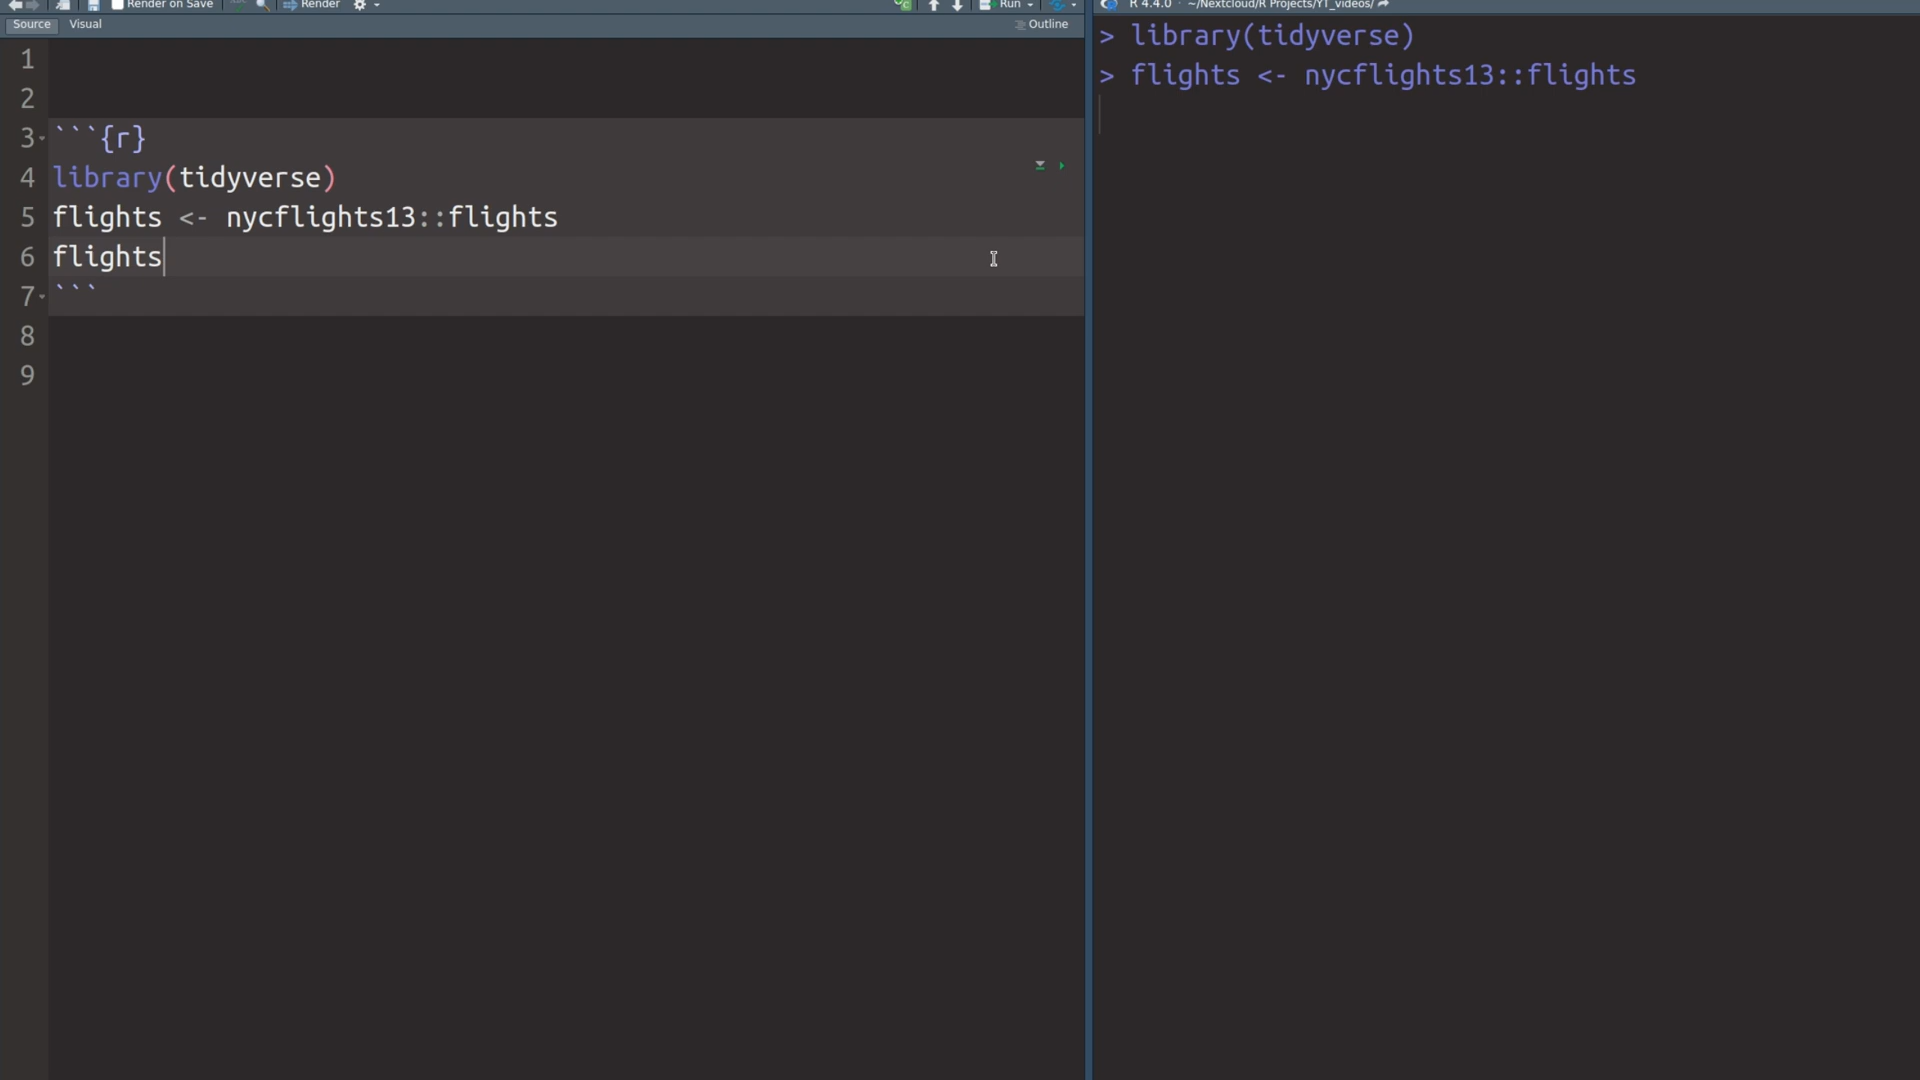 Render on Save
Render
Run
Source Visual
Outline
1
2
3 ```{r}
4 library(tidyverse)
5 flights <- nycflights13::flights
6 flights
7 ```
8
9
R 4.4.0 · ~/Nextcloud/R Projects/YT_videos/
> library(tidyverse)
> flights <- nycflights13::flights